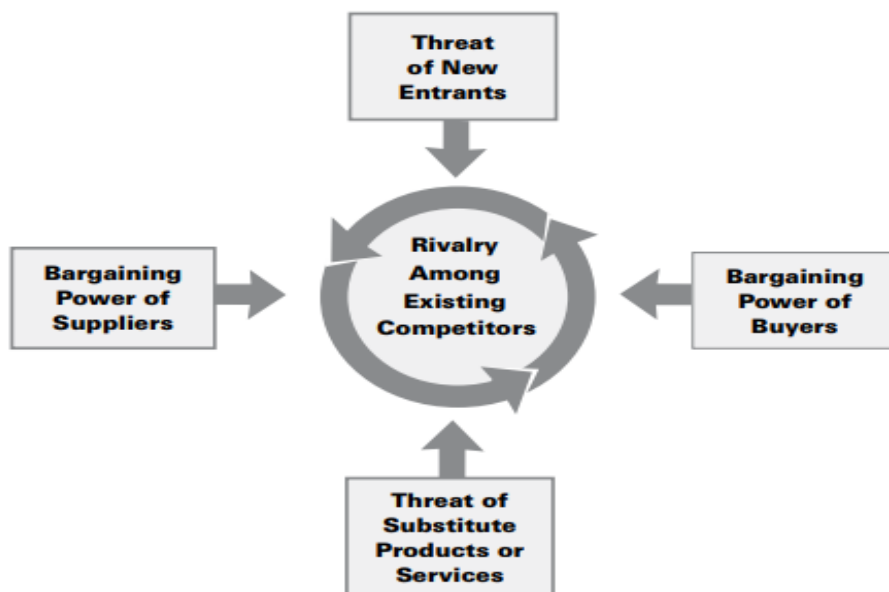 Threat
of New
Entrants
Rivalry
Among
Existing
Competitors
Bargaining
Power of
Suppliers
Bargaining
Power of
Buyers
Threat of
Substitute
Products or
Services